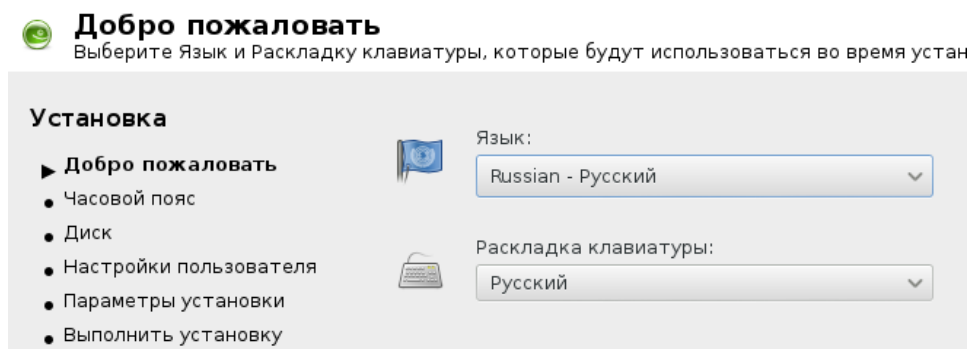 Добро пожаловать
Выберите Язык и Раскладку клавиатуры, которые будут использоваться во время
Установка
Добро пожаловать
Часовой пояс
Диск
Настройки пользователя
Параметры установки
Выполнить установку
Язык:
Russian - Русский
Раскладка клавиатуры:
Русский